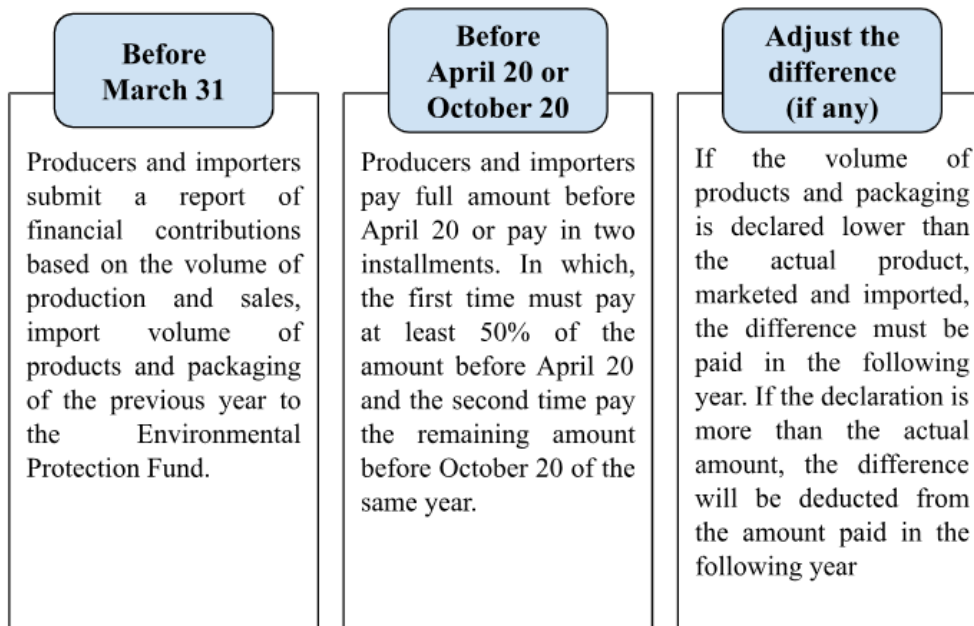 Before
March 31
Producers and importers
submit a report of
financial contributions
based on the volume of
production and sales,
import volume of
products and packaging
of the previous year to
the Environmental
Protection Fund.
Before
April 20 or
October 20
Producers and importers
pay full amount before
April 20 or pay in two
installments. In which,
the first time must pay
at least 50% of the
amount before April 20
and the second time pay
the remaining amount
before October 20 of the
same year.
Adjust the
difference
(if any)
If the volume of
products and packaging
is declared lower than
the actual product,
marketed and imported,
the difference must be
paid in the following
year. If the declaration is
more than the actual
amount, the difference
will be deducted from
the amount paid in the
following year